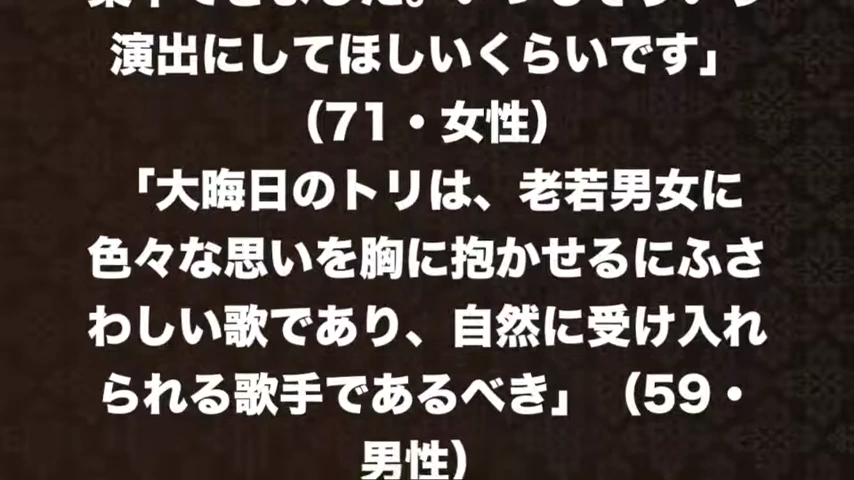 演出にしてほしいくらいです」
（71・女性）
「大晦日のトリは、老若男女に
色々な思いを胸に抱かせるにふさ
わしい歌であり、自然に受け入れ
られる歌手であるべき」（59・
男性）